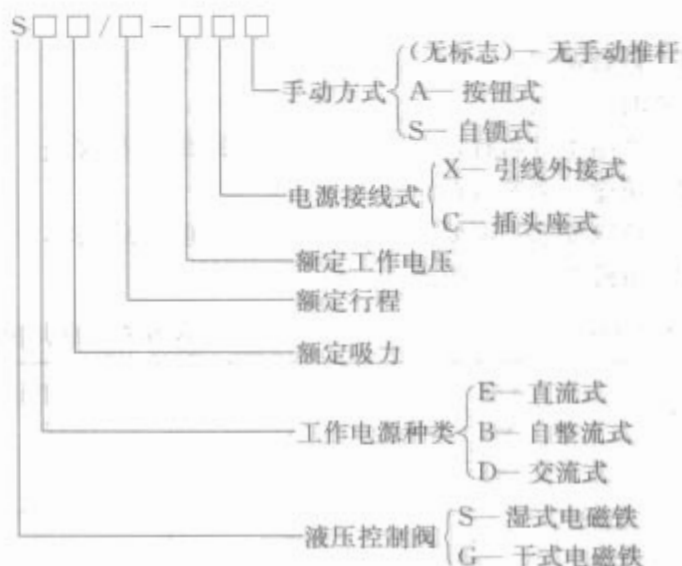 S□□/□-□□□
(无标志)— 无手动推杆
手动方式
A— 按钮式
S— 自锁式
X— 引线外接式
电源接线式
C— 插头座式
额定工作电压
额定行程
额定吸力
E— 直流式
工作电源种类
B— 自整流式
D— 交流式
S— 湿式电磁铁
液压控制阀
G— 干式电磁铁